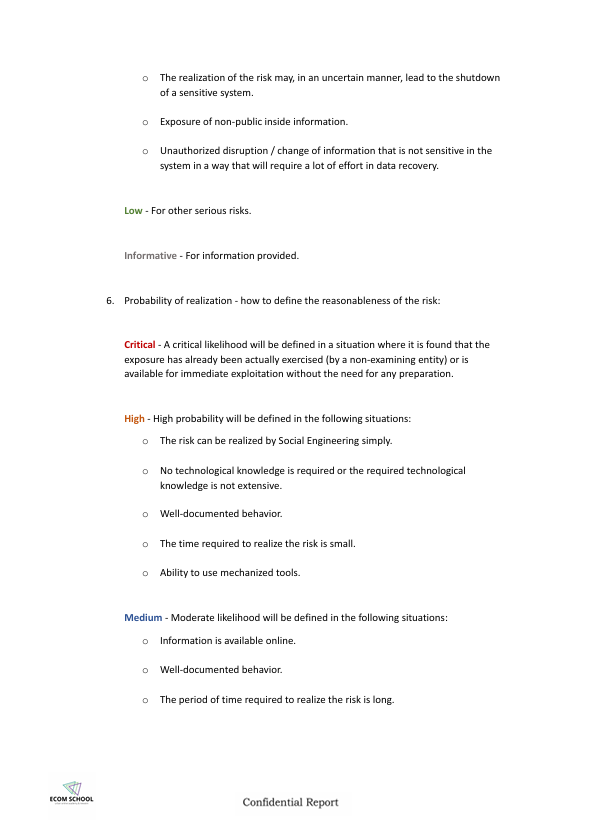 o The realization of the risk may, in an uncertain manner, lead to the shutdown
of a sensitive system.
o Exposure of non-public inside information.
o Unauthorized disruption / change of information that is not sensitive in the
system in a way that will require a lot of effort in data recovery.
Low - For other serious risks.
Informative - For information provided.
6. Probability of realization - how to define the reasonableness of the risk:
Critical - A critical likelihood will be defined in a situation where it is found that the
exposure has already been actually exercised (by a non-examining entity) or is
available for immediate exploitation without the need for any preparation.
High - High probability will be defined in the following situations:
o The risk can be realized by Social Engineering simply.
o No technological knowledge is required or the required technological
knowledge is not extensive.
o Well-documented behavior.
o The time required to realize the risk is small.
o Ability to use mechanized tools.
Medium - Moderate likelihood will be defined in the following situations:
o Information is available online.
o Well-documented behavior.
o The period of time required to realize the risk is long.
ECOM SCHOOL
Confidential Report